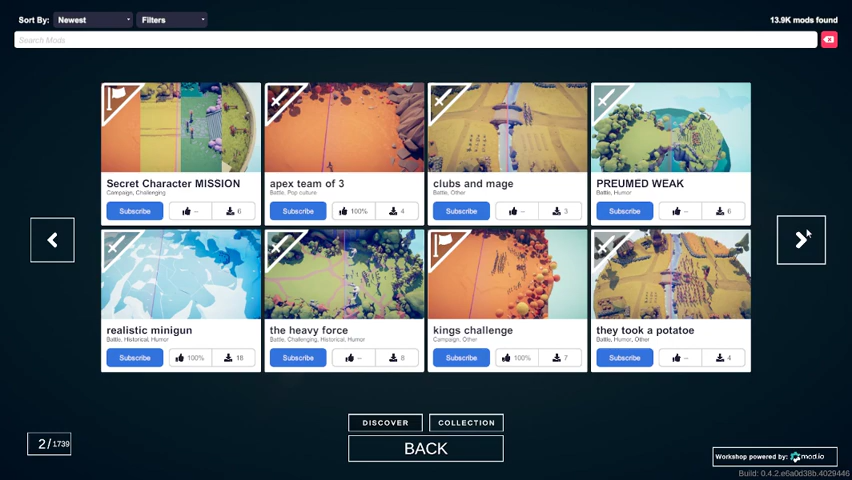 Sort By: Newest Filters 13.9K mods found
Search Mods
Secret Character MISSION
Campaign, Challenging
Subscribe -- 6
apex team of 3
Battle, Pop culture
Subscribe 100% 4
clubs and mage
Battle, Other
Subscribe -- 3
PREUMED WEAK
Battle, Humor
Subscribe -- 6
realistic minigun
Battle, Historical, Humor
Subscribe 100% 18
the heavy force
Battle, Challenging, Historical, Humor
Subscribe -- 8
kings challenge
Campaign, Other
Subscribe 100% 7
they took a potatoe
Battle, Humor, Other
Subscribe -- 4
DISCOVER COLLECTION
2/1739
BACK
Workshop powered by: mod.io
Build: 0.4.2.e6a0d38b.4029446